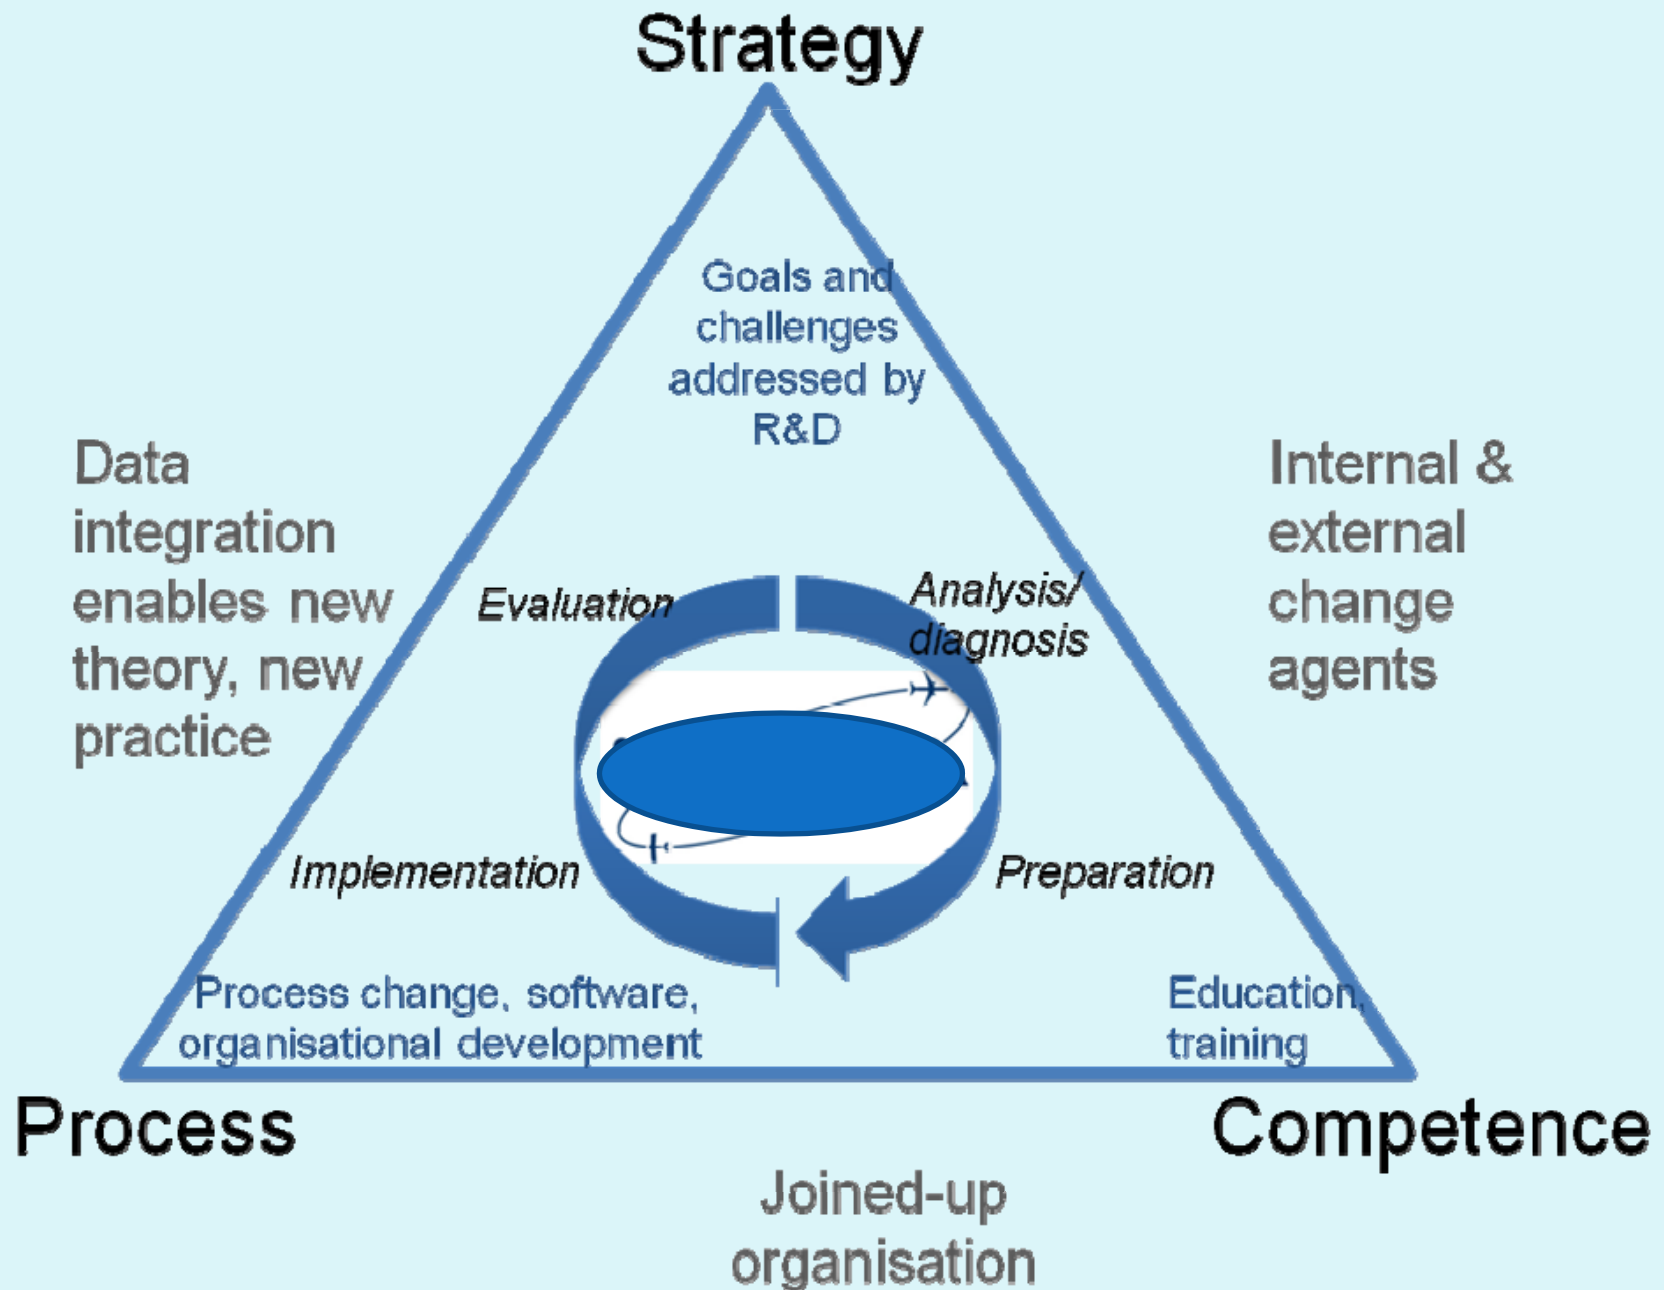 Strategy
Goals and
challenges
addressed by
R&D
Data
integration
enables new
theory, new
practice
Internal &
external
change
agents
Evaluation
Analysis/
diagnosis
Implementation
Preparation
Process change, software,
organisational development
Education,
training
Process
Competence
Joined-up
organisation